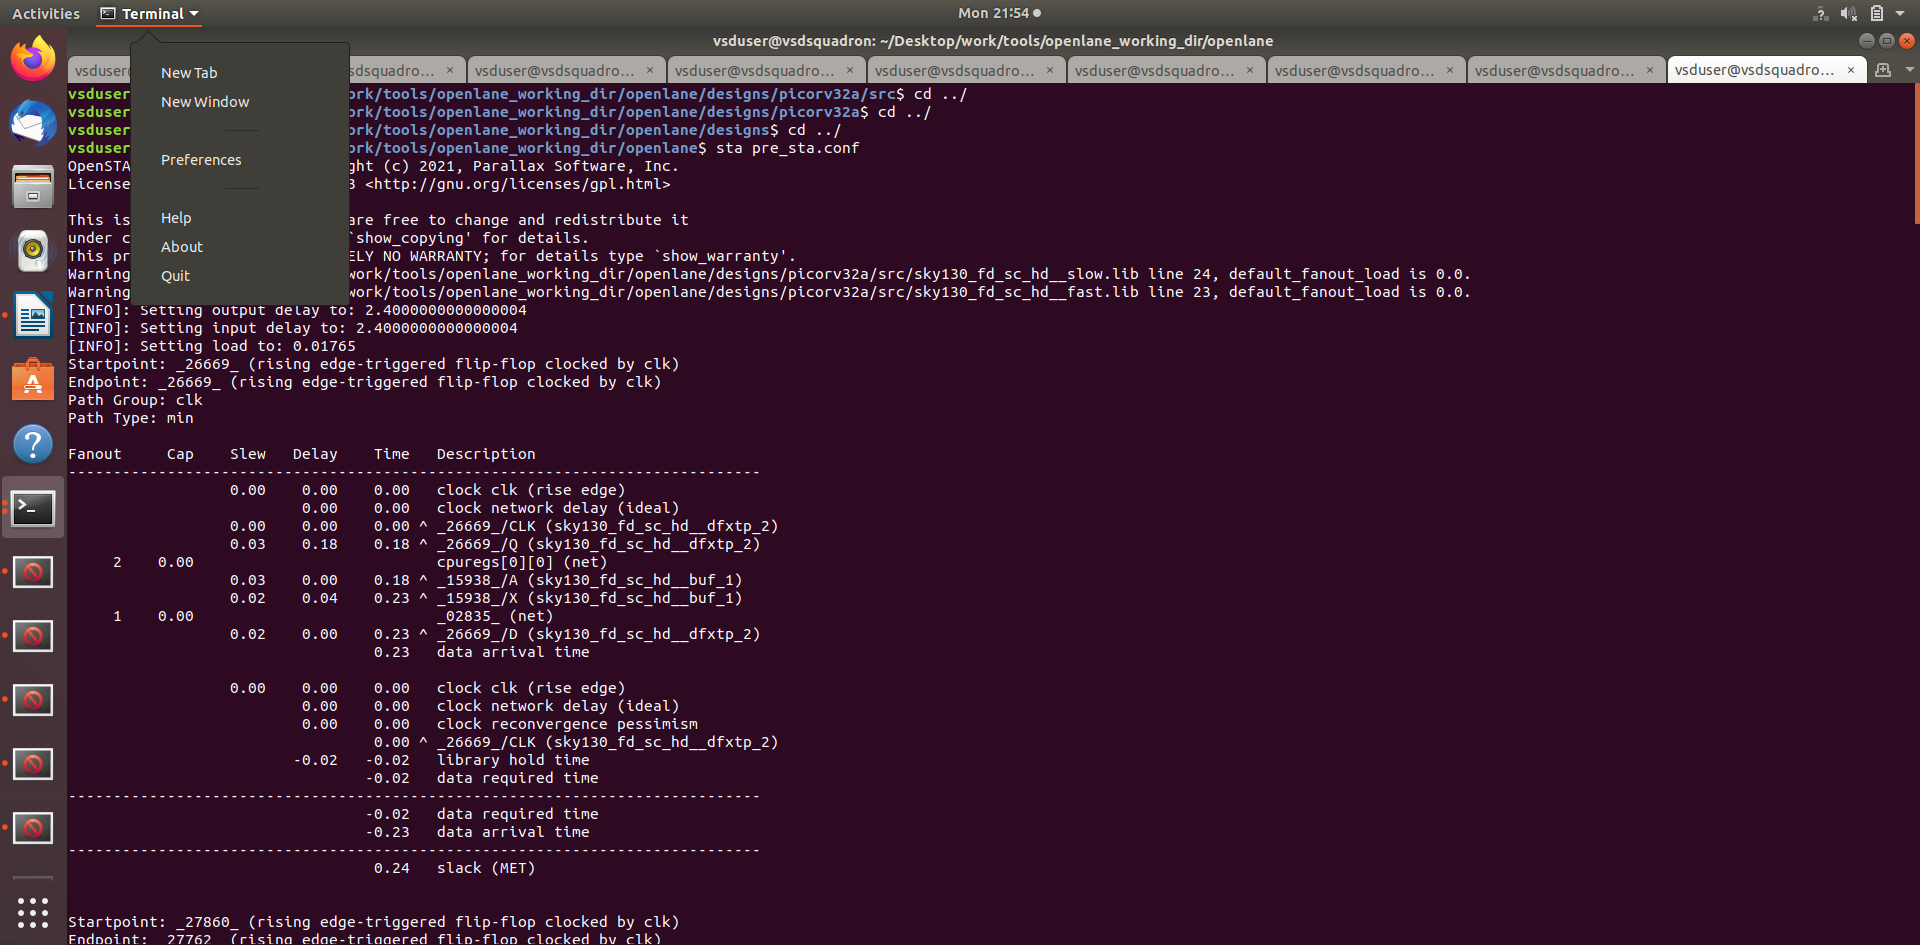 Activities
Terminal
Mon 21:54
vsduser@vsdsquadron: ~/Desktop/work/tools/openlane_working_dir/openlane
vsdus
sdsquadro...
vsduser@vsdsquadro...
vsduser@vsdsquadro...
vsduser@vsdsquadro...
vsduser@vsdsquadro...
vsduser@vsdsquadro...
vsduser@vsdsquadro...
vsduser@vsdsquadro...
New Tab
New Window
Preferences
Help
About
Quit
vsduser ork/tools/openlane_working_dir/openlane/designs/picorv32a/src$ cd ../
vsduser ork/tools/openlane_working_dir/openlane/designs/picorv32a$ cd ../
vsduser ork/tools/openlane_working_dir/openlane/designs$ cd ../
vsduser ork/tools/openlane_working_dir/openlane$ sta pre_sta.conf
OpenSTA ght (c) 2021, Parallax Software, Inc.
License 3 <http://gnu.org/licenses/gpl.html>
This is are free to change and redistribute it
under c `show_copying' for details.
This pr ELY NO WARRANTY; for details type `show_warranty'.
Warning work/tools/openlane_working_dir/openlane/designs/picorv32a/src/sky130_fd_sc_hd__slow.lib line 24, default_fanout_load is 0.0.
Warning work/tools/openlane_working_dir/openlane/designs/picorv32a/src/sky130_fd_sc_hd__fast.lib line 23, default_fanout_load is 0.0.
[INFO]: Setting output delay to: 2.4000000000000004
[INFO]: Setting input delay to: 2.4000000000000004
[INFO]: Setting load to: 0.01765
Startpoint: _26669_ (rising edge-triggered flip-flop clocked by clk)
Endpoint: _26669_ (rising edge-triggered flip-flop clocked by clk)
Path Group: clk
Path Type: min
Fanout Cap Slew Delay Time Description
-----------------------------------------------------------------------------
0.00 0.00 0.00 clock clk (rise edge)
0.00 0.00 clock network delay (ideal)
0.00 0.00 0.00 ^ _26669_/CLK (sky130_fd_sc_hd__dfxtp_2)
0.03 0.18 0.18 ^ _26669_/Q (sky130_fd_sc_hd__dfxtp_2)
2 0.00 cpuregs[0][0] (net)
0.03 0.00 0.18 ^ _15938_/A (sky130_fd_sc_hd__buf_1)
0.02 0.04 0.23 ^ _15938_/X (sky130_fd_sc_hd__buf_1)
1 0.00 _02835_ (net)
0.02 0.00 0.23 ^ _26669_/D (sky130_fd_sc_hd__dfxtp_2)
0.23 data arrival time
0.00 0.00 0.00 clock clk (rise edge)
0.00 0.00 clock network delay (ideal)
0.00 0.00 clock reconvergence pessimism
0.00 ^ _26669_/CLK (sky130_fd_sc_hd__dfxtp_2)
-0.02 -0.02 library hold time
-0.02 data required time
-----------------------------------------------------------------------------
-0.02 data required time
-0.23 data arrival time
-----------------------------------------------------------------------------
0.24 slack (MET)
Startpoint: _27860_ (rising edge-triggered flip-flop clocked by clk)
Endpoint: _27762_ (rising edge-triggered flip-flop clocked by clk)